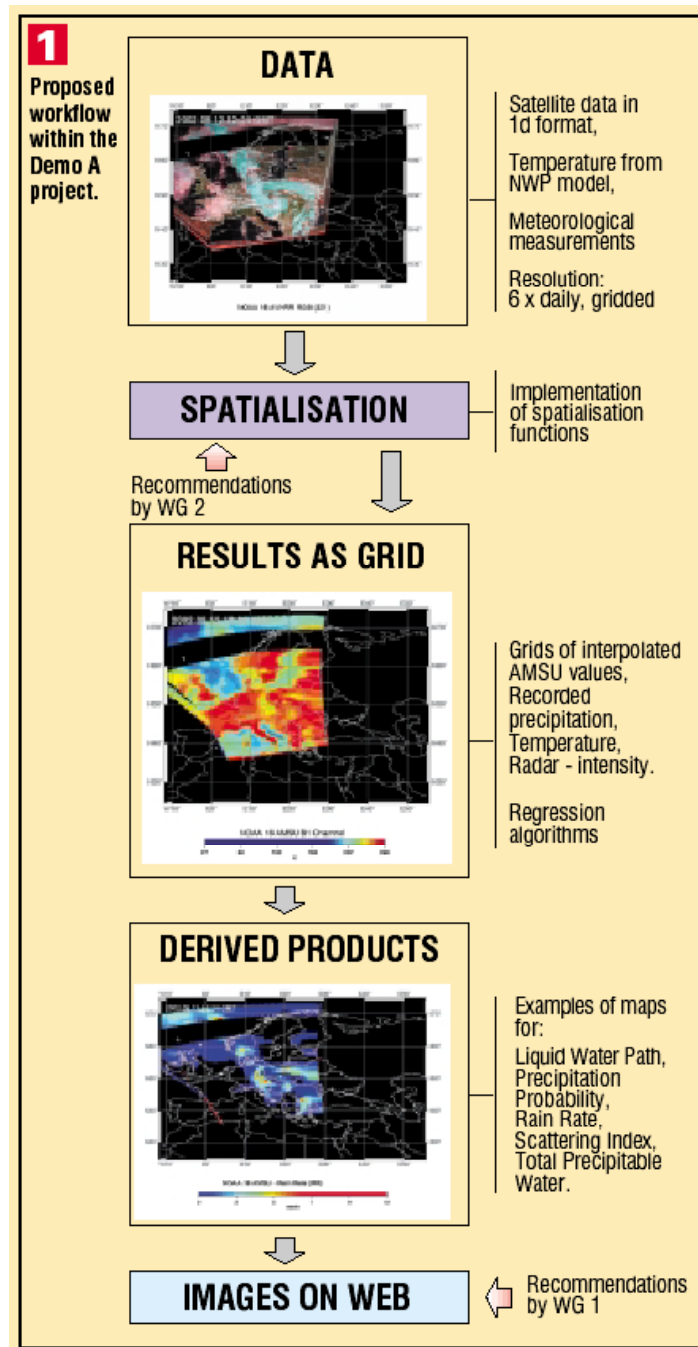 1
Proposed
workflow
within the
Demo A
project.
DATA
Satellite data in
1d format,
Temperature from
NWP model,
Meteorological
measurements
Resolution:
6 x daily, gridded
SPATIALISATION
Implementation
of spatialisation
functions
Recommendations
by WG 2
RESULTS AS GRID
Grids of interpolated
AMSU values,
Recorded
precipitation,
Temperature,
Radar - intensity.
Regression
algorithms
DERIVED PRODUCTS
Examples of maps
for:
Liquid Water Path,
Precipitation
Probability,
Rain Rate,
Scattering Index,
Total Precipitable
Water.
IMAGES ON WEB
Recommendations
by WG 1